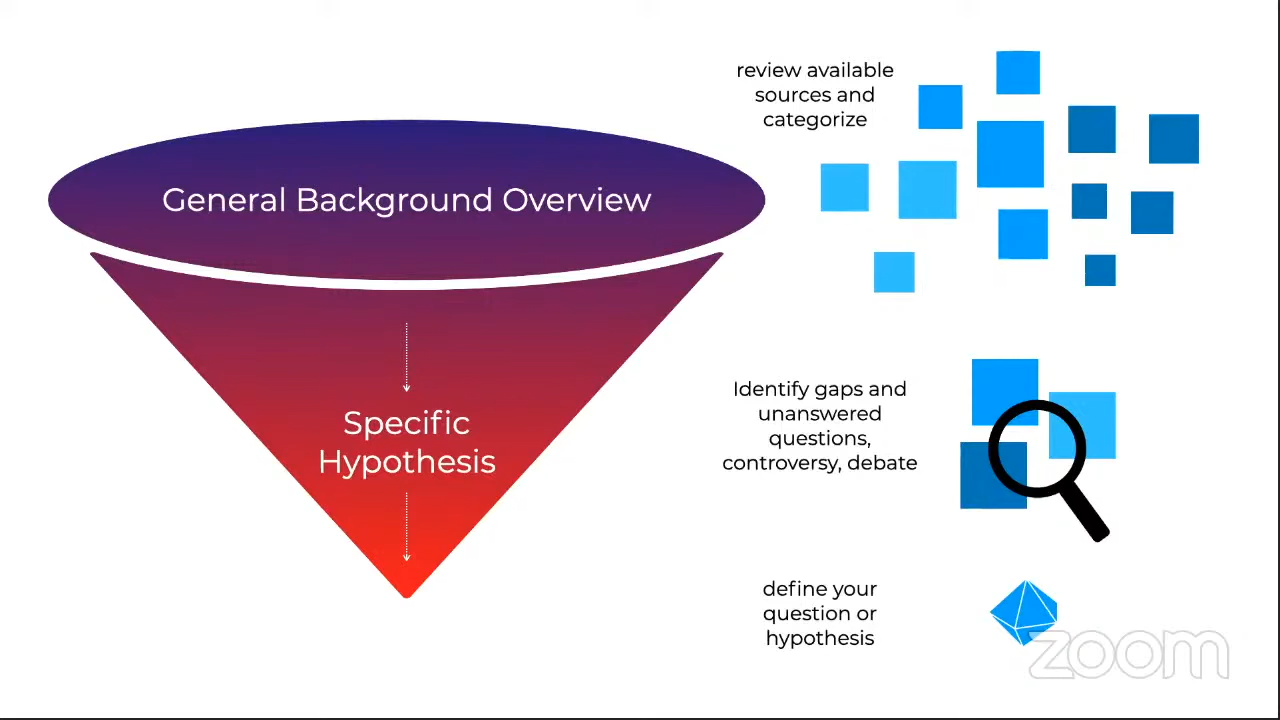 General Background Overview
Specific
Hypothesis
review available
sources and
categorize
Identify gaps and
unanswered
questions,
controversy, debate
define your
question or
hypothesis
zoom